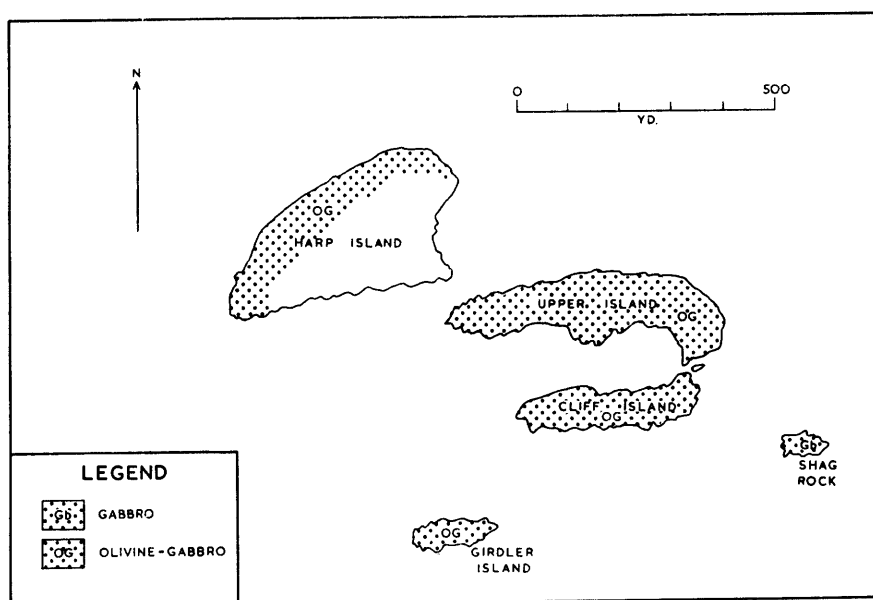 N
0 500
YD.
OG
HARP ISLAND
UPPER ISLAND
OG
CLIFF ISLAND
OG
Gb
SHAG
ROCK
OG
GIRDLER
ISLAND
LEGEND
Gb GABBRO
OG OLIVINE-GABBRO